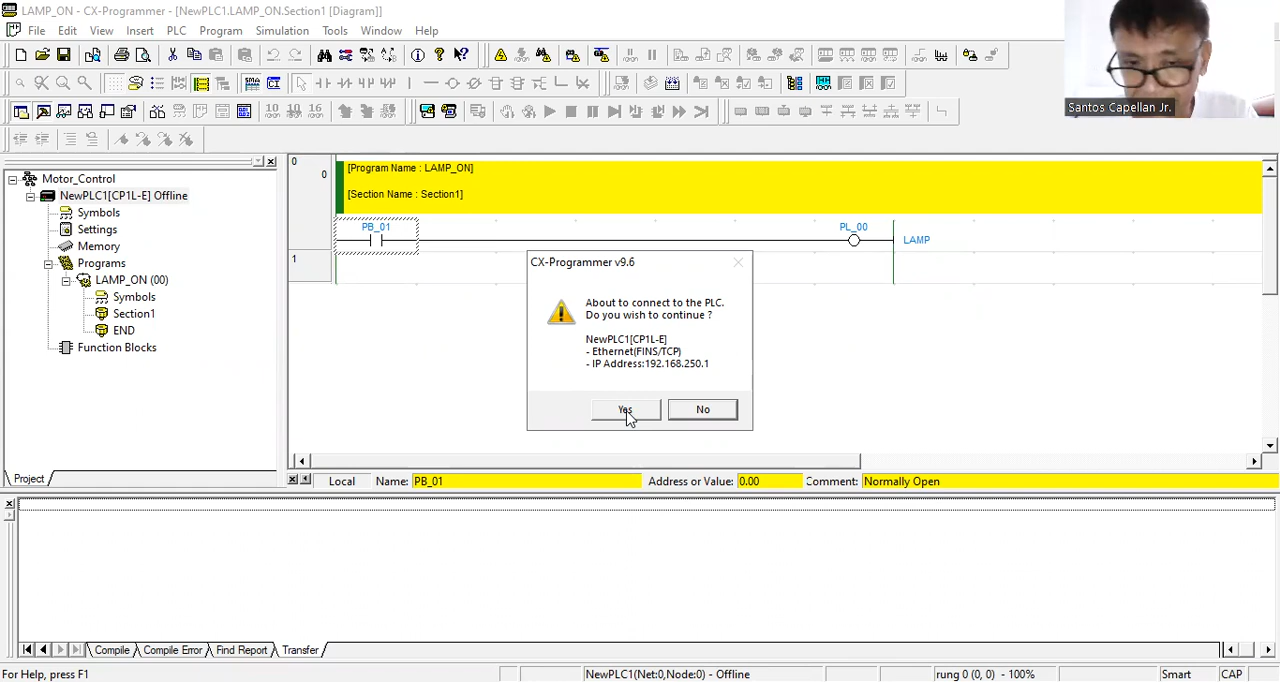 LAMP_ON - CX-Programmer - [NewPLC1.LAMP_ON.Section1 [Diagram]]
File Edit View Insert PLC Program Simulation Tools Window Help
Santos Capellan Jr.
Motor_Control
NewPLC1[CP1L-E] Offline
Symbols
Settings
Memory
Programs
LAMP_ON (00)
Symbols
Section1
END
Function Blocks
Project
0
0
[Program Name : LAMP_ON]
[Section Name : Section1]
PB_01
PL_00
LAMP
1
CX-Programmer v9.6
About to connect to the PLC.
Do you wish to continue ?
NewPLC1[CP1L-E]
- Ethernet(FINS/TCP)
- IP Address:192.168.250.1
Yes No
Local Name: PB_01 Address or Value: 0.00 Comment: Normally Open
Compile Compile Error Find Report Transfer
For Help, press F1 NewPLC1(Net:0,Node:0) - Offline rung 0 (0, 0) - 100% Smart CAP